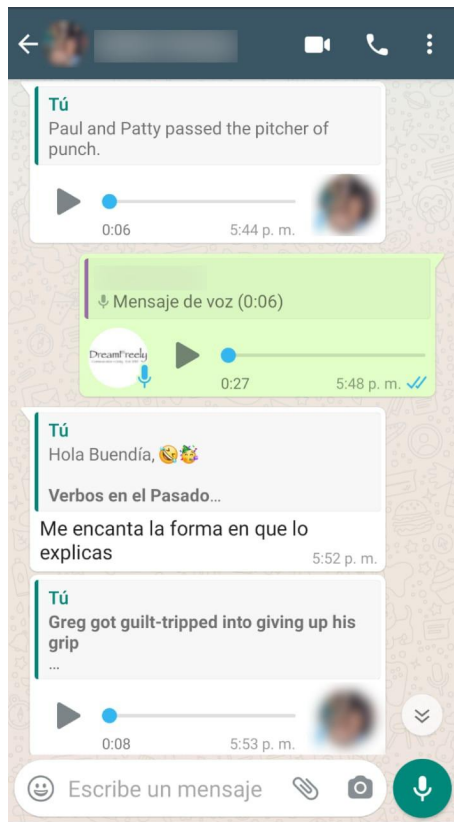 Tú
Paul and Patty passed the pitcher of
punch.
0:06
5:44 p. m.
Mensaje de voz (0:06)
DreamFreely
0:27
5:48 p. m.
Tú
Hola Buendía, 🤣🥳
Verbos en el Pasado...
Me encanta la forma en que lo
explicas
5:52 p. m.
Tú
Greg got guilt-tripped into giving up his
grip
...
0:08
5:53 p. m.
Escribe un mensaje